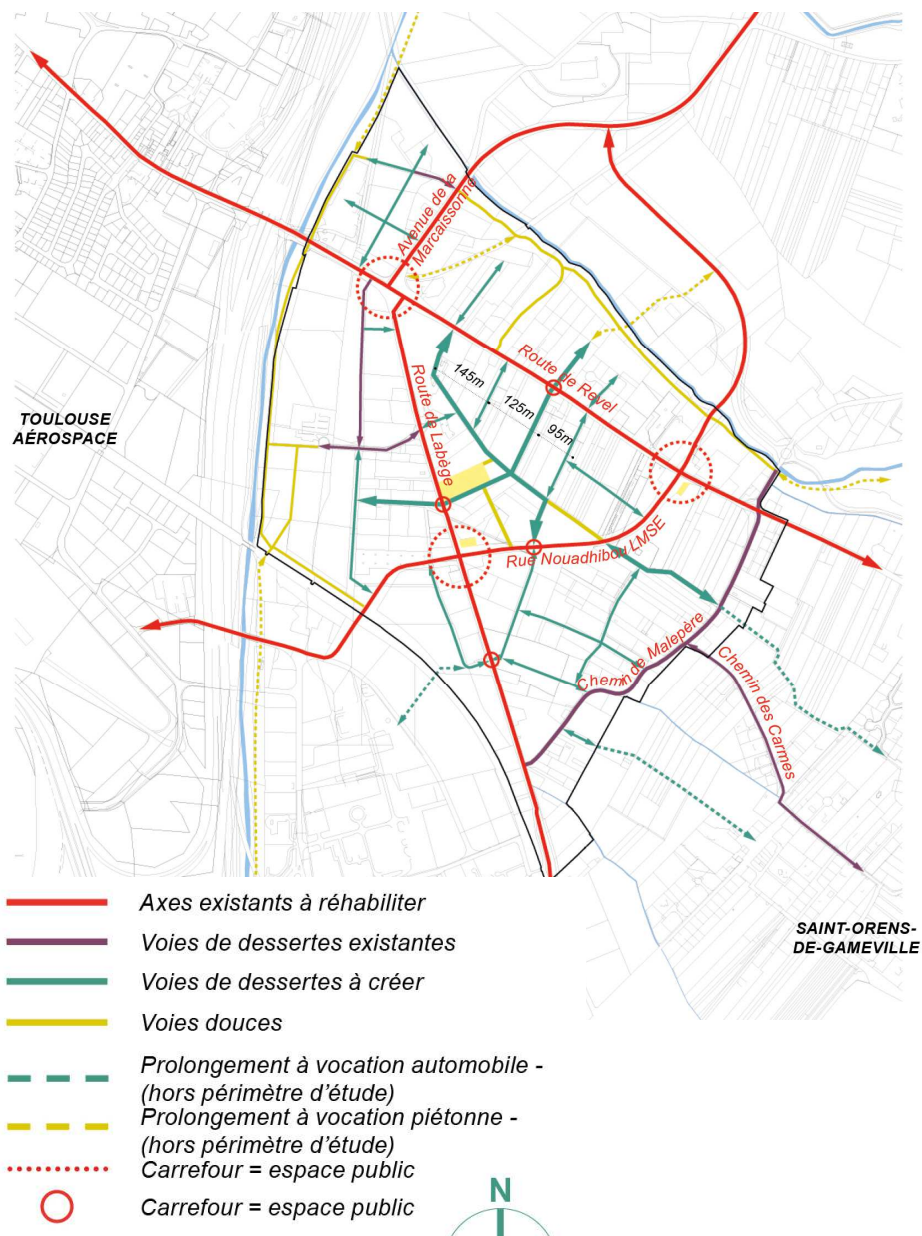 Avenue de la
Marcaissonne
Route de Revel
145m
125m
95m
Route de Labège
TOULOUSE
AÉROSPACE
Rue Nouadhibou LMSE
Chemin de Malepère
Chemin des Carmes
SAINT-ORENS-
DE-GAMEVILLE
Axes existants à réhabiliter
Voies de dessertes existantes
Voies de dessertes à créer
Voies douces
Prolongement à vocation automobile -
(hors périmètre d'étude)
Prolongement à vocation piétonne -
(hors périmètre d'étude)
Carrefour = espace public
Carrefour = espace public
N